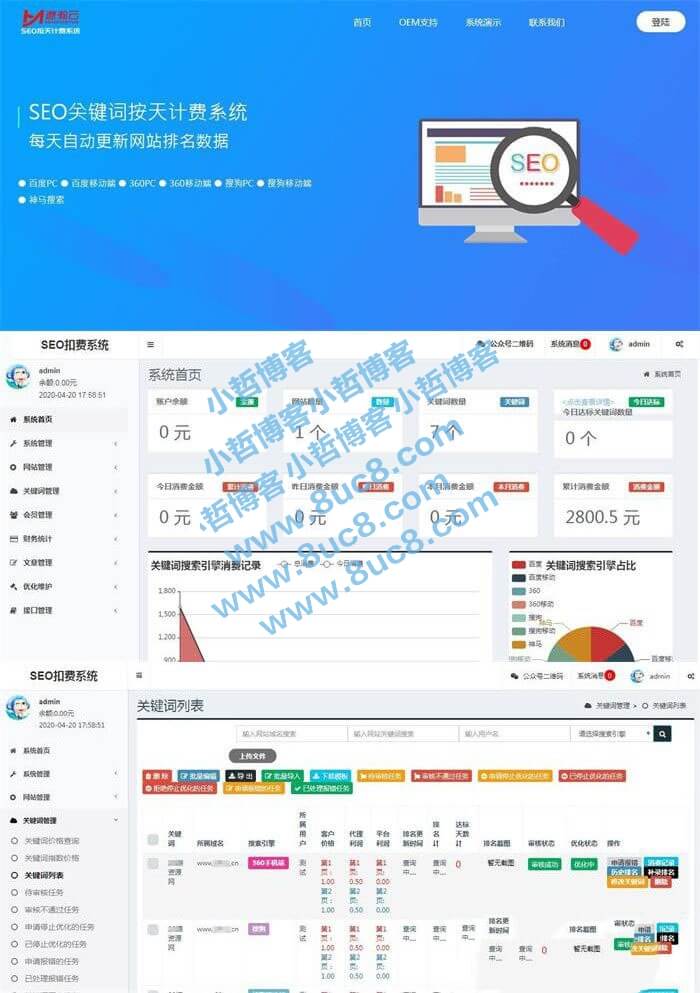 首页 OEM支持 系统演示 联系我们 登陆
SEO按天计费系统
SEO关键词按天计费系统
每天自动更新网站排名数据
百度PC 百度移动端 360PC 360移动端 搜狗PC 搜狗移动端
神马搜索
SEO
SEO扣费系统 公众号二维码 系统消息 0 admin
admin
余额:0.00元
2020-04-20 17:58:51
系统首页
系统管理
网站管理
关键词管理
会员管理
财务统计
文章管理
优化维护
接口管理
系统首页 系统首页
账户余额 余额 网站数量 数量 关键词数量 关键词 <点击查看详情> 今日达标
今日达标关键词数量
0 元 1 个 7 个 0 个
今日消费金额 累计消费 昨日消费金额 昨日消费 本月消费金额 本月消费 累计消费金额 消费金额
0 元 0 元 0 元 2800.5 元
关键词搜索引擎消费记录 总消费 今日消费
1,800
1,500
1,200
900
关键词搜索引擎占比
百度
百度移动
360
360移动
搜狗
搜狗移动
神马
神马 百度
小哲博客小哲博客
小哲博客小哲博客
www.8uc8.com
www.8uc8.com
www.8uc8.com
SEO扣费系统 公众号二维码 系统消息 0 admin
admin
余额:0.00元
2020-04-20 17:58:51
系统首页
系统管理
网站管理
关键词管理
关键词价格查询
关键词指数价格
关键词列表
待审核任务
审核不通过任务
申请停止优化的任务
已停止优化的任务
申请报错的任务
已处理报错任务
关键词列表 关键词管理 > 关键词列表
输入网站域名搜索 输入网站关键词搜索 输入用户名 请选择搜索引擎
上传文件
删 除 批量编辑 导 出 批量导入 下载模板 待审核任务 审核不通过任务 申请停止优化的任务 已停止优化的任务
拒绝停止优化的任务 申请报错的任务 已处理报错任务
关键词 所属域名 搜索引擎 所属用户 客户价格 代理利润 平台利润 排名更新时间 排名计 达标天数计 排名截图 审核状态 优化状态 操作
资源网 www. .cn 360手机端 测试 第1页:1.00 第2页:0.00 第1页:0.50 第2页:0.50 第1页:0.00 第2页:0.00 查询中... 查询中... 0 暂无截图 审核成功 优化中 申请报错 消费记录
历史排名 补录排名
修改关键词 删除
资源网 www. .cn 搜狗 测试 第1页:1.00 第2页: 第1页:0.50 第2页: 第1页:0.00 第2页: 查询中... 查询中... 查询中... 0 暂无截图